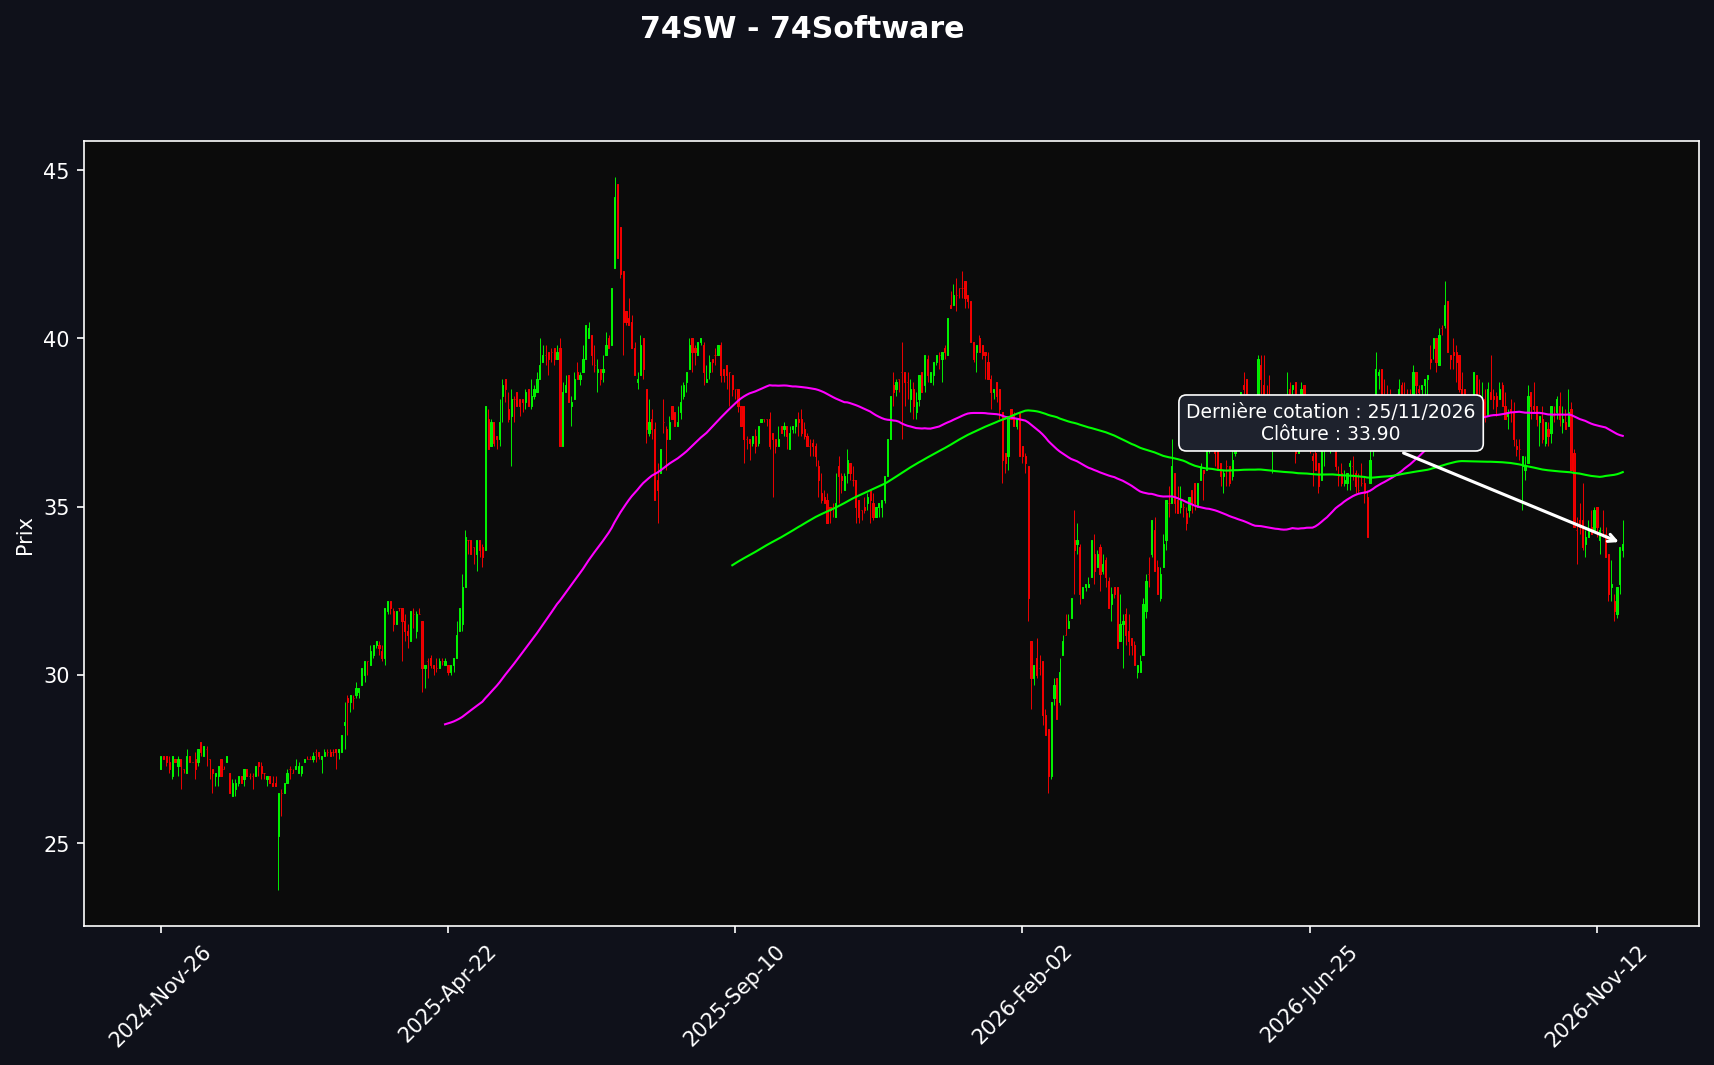 74SW - 74Software
45
40
35
30
25
Prix
Dernière cotation : 25/11/2026
Clôture : 33.90
2024-Nov-26
2025-Apr-22
2025-Sep-10
2026-Feb-02
2026-Jun-25
2026-Nov-12